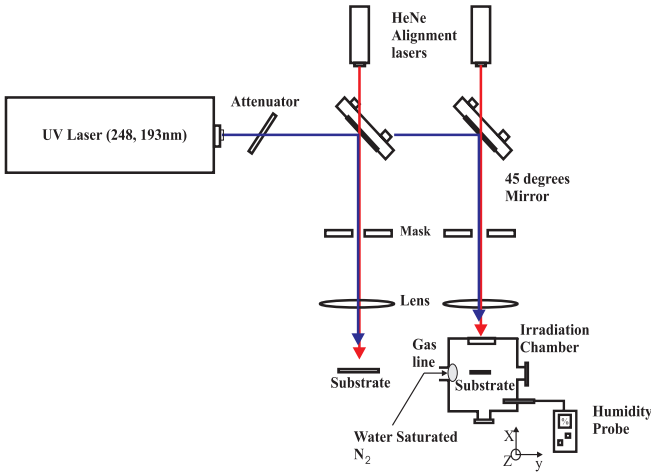 HeNe
Alignment
lasers
Attenuator
UV Laser (248, 193nm)
45 degrees
Mirror
Mask
Lens
Irradiation
Chamber
Gas
line
Substrate
Substrate
Humidity
Probe
%
Water Saturated
N2
X
Z
y